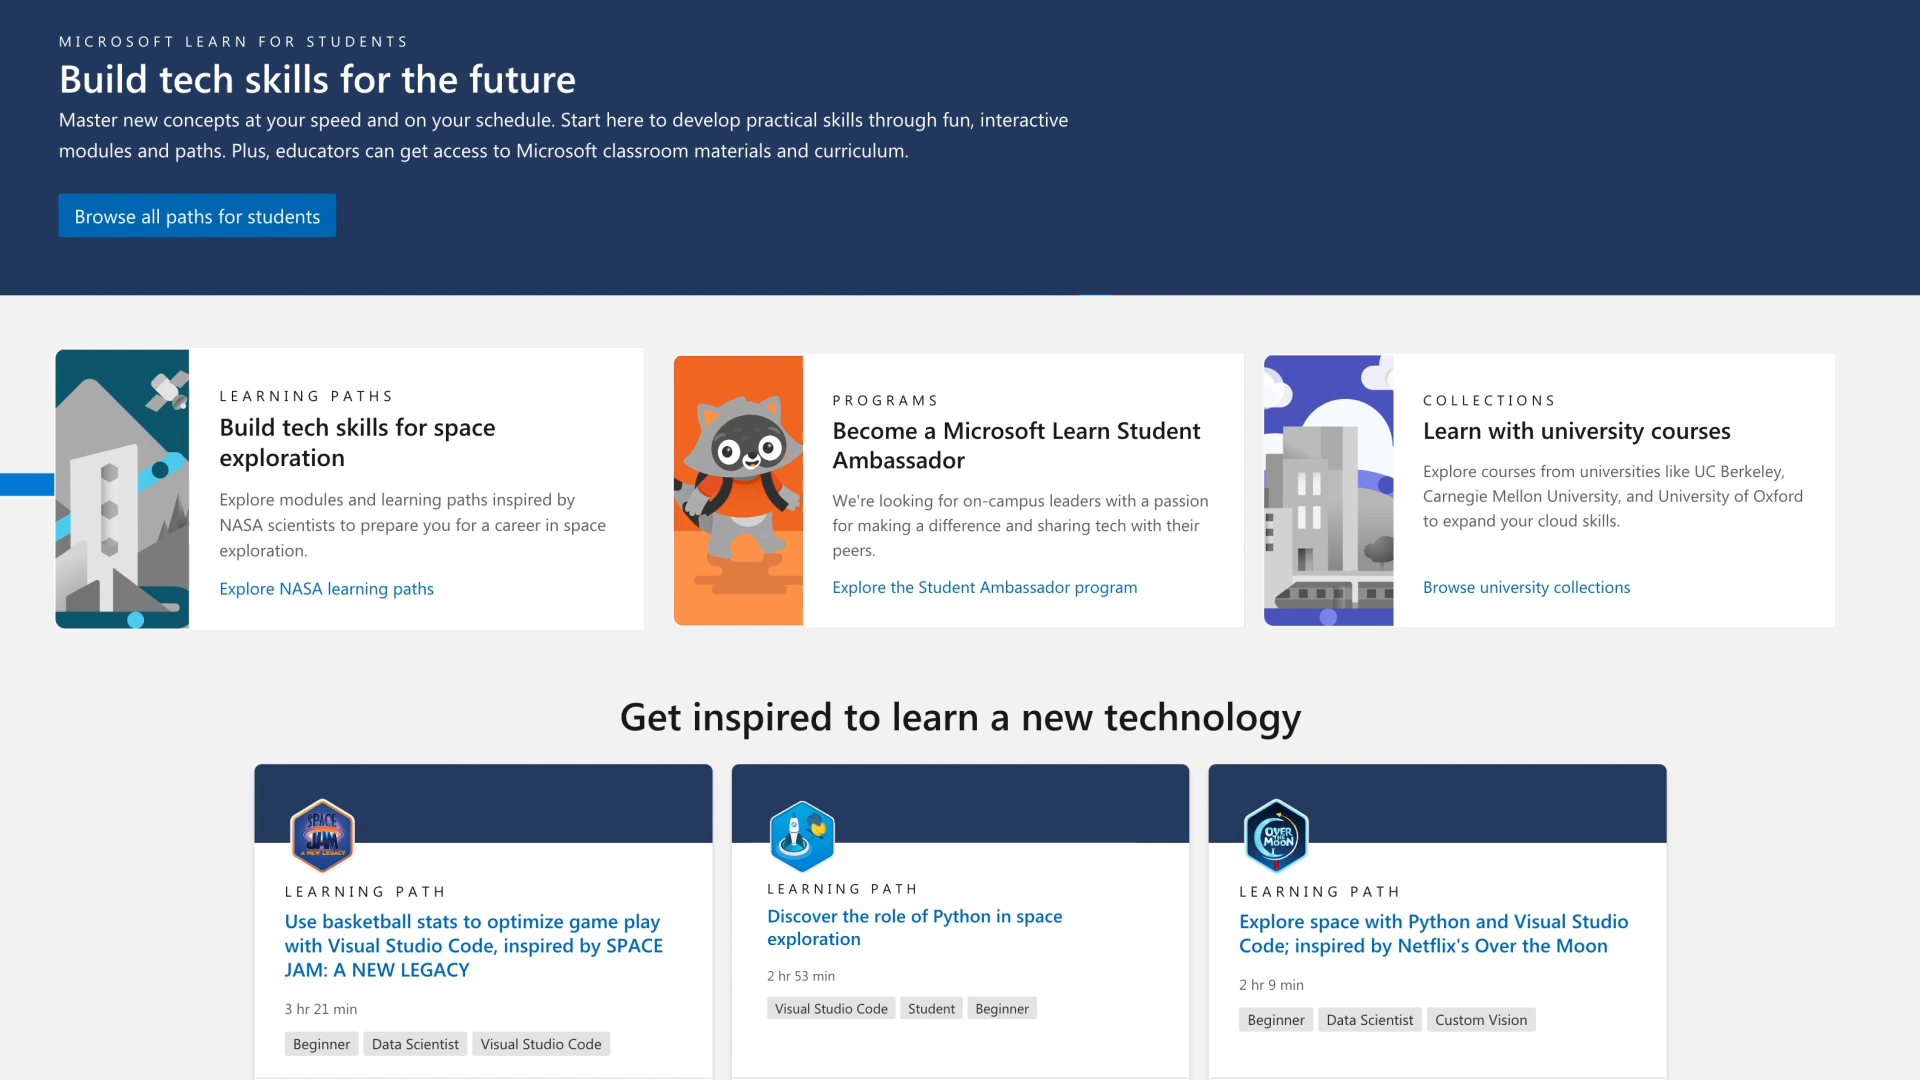 MICROSOFT LEARN FOR STUDENTS
Build tech skills for the future
Master new concepts at your speed and on your schedule. Start here to develop practical skills through fun, interactive
modules and paths. Plus, educators can get access to Microsoft classroom materials and curriculum.
Browse all paths for students
LEARNING PATHS
Build tech skills for space
exploration
Explore modules and learning paths inspired by
NASA scientists to prepare you for a career in space
exploration.
Explore NASA learning paths
PROGRAMS
Become a Microsoft Learn Student
Ambassador
We're looking for on-campus leaders with a passion
for making a difference and sharing tech with their
peers.
Explore the Student Ambassador program
COLLECTIONS
Learn with university courses
Explore courses from universities like UC Berkeley,
Carnegie Mellon University, and University of Oxford
to expand your cloud skills.
Browse university collections
Get inspired to learn a new technology
SPACE
JAM
A NEW LEGACY
LEARNING PATH
Use basketball stats to optimize game play
with Visual Studio Code, inspired by SPACE
JAM: A NEW LEGACY
3 hr 21 min
Beginner Data Scientist Visual Studio Code
LEARNING PATH
Discover the role of Python in space
exploration
2 hr 53 min
Visual Studio Code Student Beginner
OVER
THE
MOON
LEARNING PATH
Explore space with Python and Visual Studio
Code; inspired by Netflix's Over the Moon
2 hr 9 min
Beginner Data Scientist Custom Vision